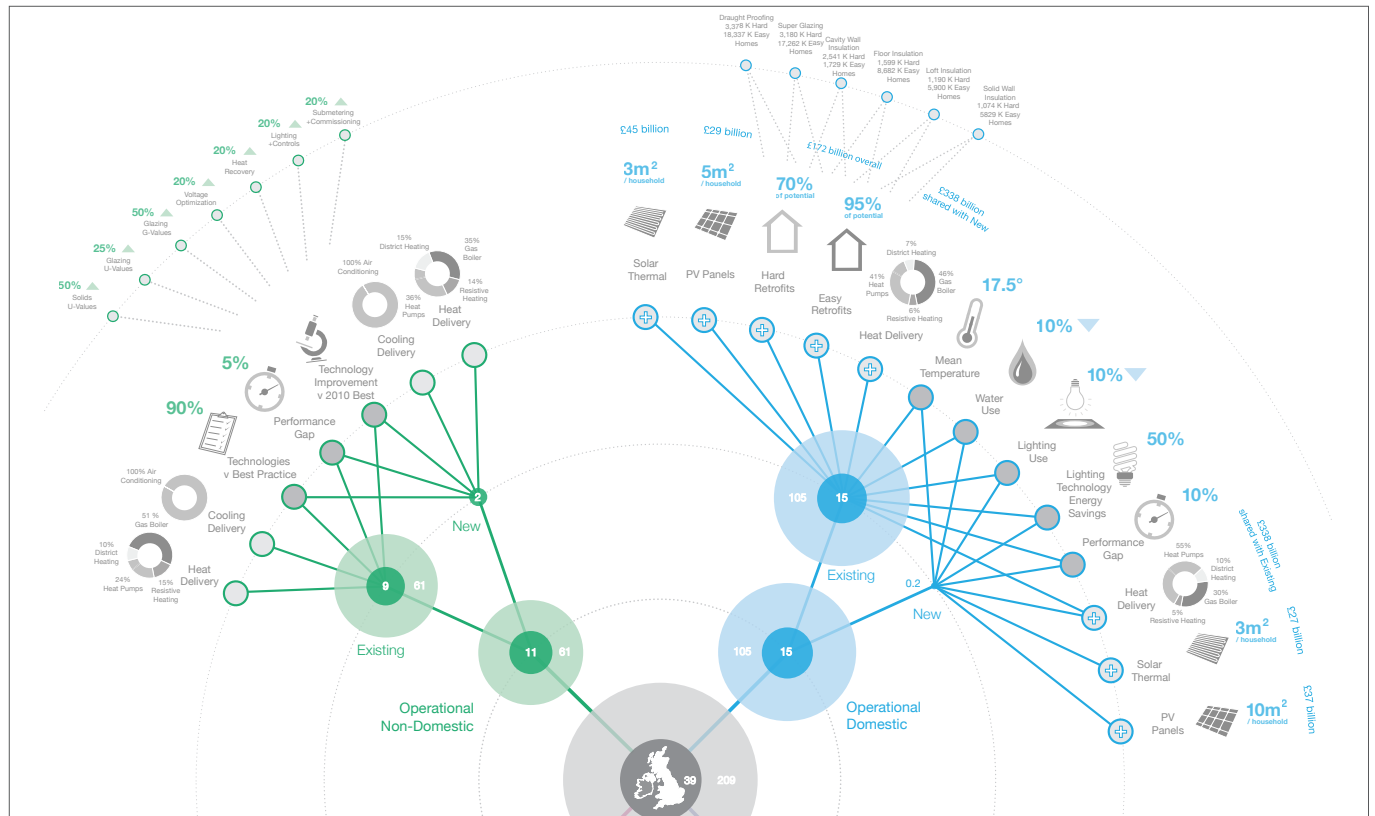 Draught Proofing
3,378 K Hard
18,337 K Easy
Homes
Super Glazing
3,180 K Hard
17,262 K Easy
Homes
Cavity Wall
Insulation
2,541 K Hard
1,729 K Easy
Homes
Floor Insulation
1,599 K Hard
8,682 K Easy
Homes
Loft Insulation
1,190 K Hard
5,900 K Easy
Homes
Solid Wall
Insulation
1,074 K Hard
5829 K Easy
Homes
20%
Submetering
+Commissioning
20%
Lighting
+Controls
20%
Heat
Recovery
20%
Voltage
Optimization
50%
Glazing
G-Values
25%
Glazing
U-Values
50%
Solids
U-Values
£45 billion
£29 billion
£172 billion overall
£338 billion
shared with New
3m²
/ household
Solar
Thermal
5m²
/ household
PV Panels
70%
of potential
Hard
Retrofits
95%
of potential
Easy
Retrofits
7%
District Heating
46%
Gas
Boiler
41%
Heat
Pumps
6%
Resistive Heating
Heat Delivery
17.5°
Mean
Temperature
10%
Water
Use
10%
Lighting
Use
50%
Lighting
Technology
Energy
Savings
10%
Performance
Gap
£338 billion
shared with Existing
55%
Heat Pumps
10%
District
Heating
30%
Gas Boiler
5%
Resistive Heating
Heat
Delivery
3m²
/ household
£27 billion
Solar
Thermal
10m²
/ household
£37 billion
PV
Panels
15%
District Heating
35%
Gas
Boiler
14%
Resistive
Heating
36%
Heat
Pumps
Heat
Delivery
100% Air
Conditioning
Cooling
Delivery
Technology
Improvement
v 2010 Best
5%
Performance
Gap
90%
Technologies
v Best Practice
100% Air
Conditioning
Cooling
Delivery
51 %
Gas Boiler
10%
District
Heating
24%
Heat Pumps
15%
Resistive
Heating
Heat
Delivery
2
New
9
61
Existing
11
61
Operational
Non-Domestic
105
15
Existing
0.2
New
105
15
Operational
Domestic
39
209